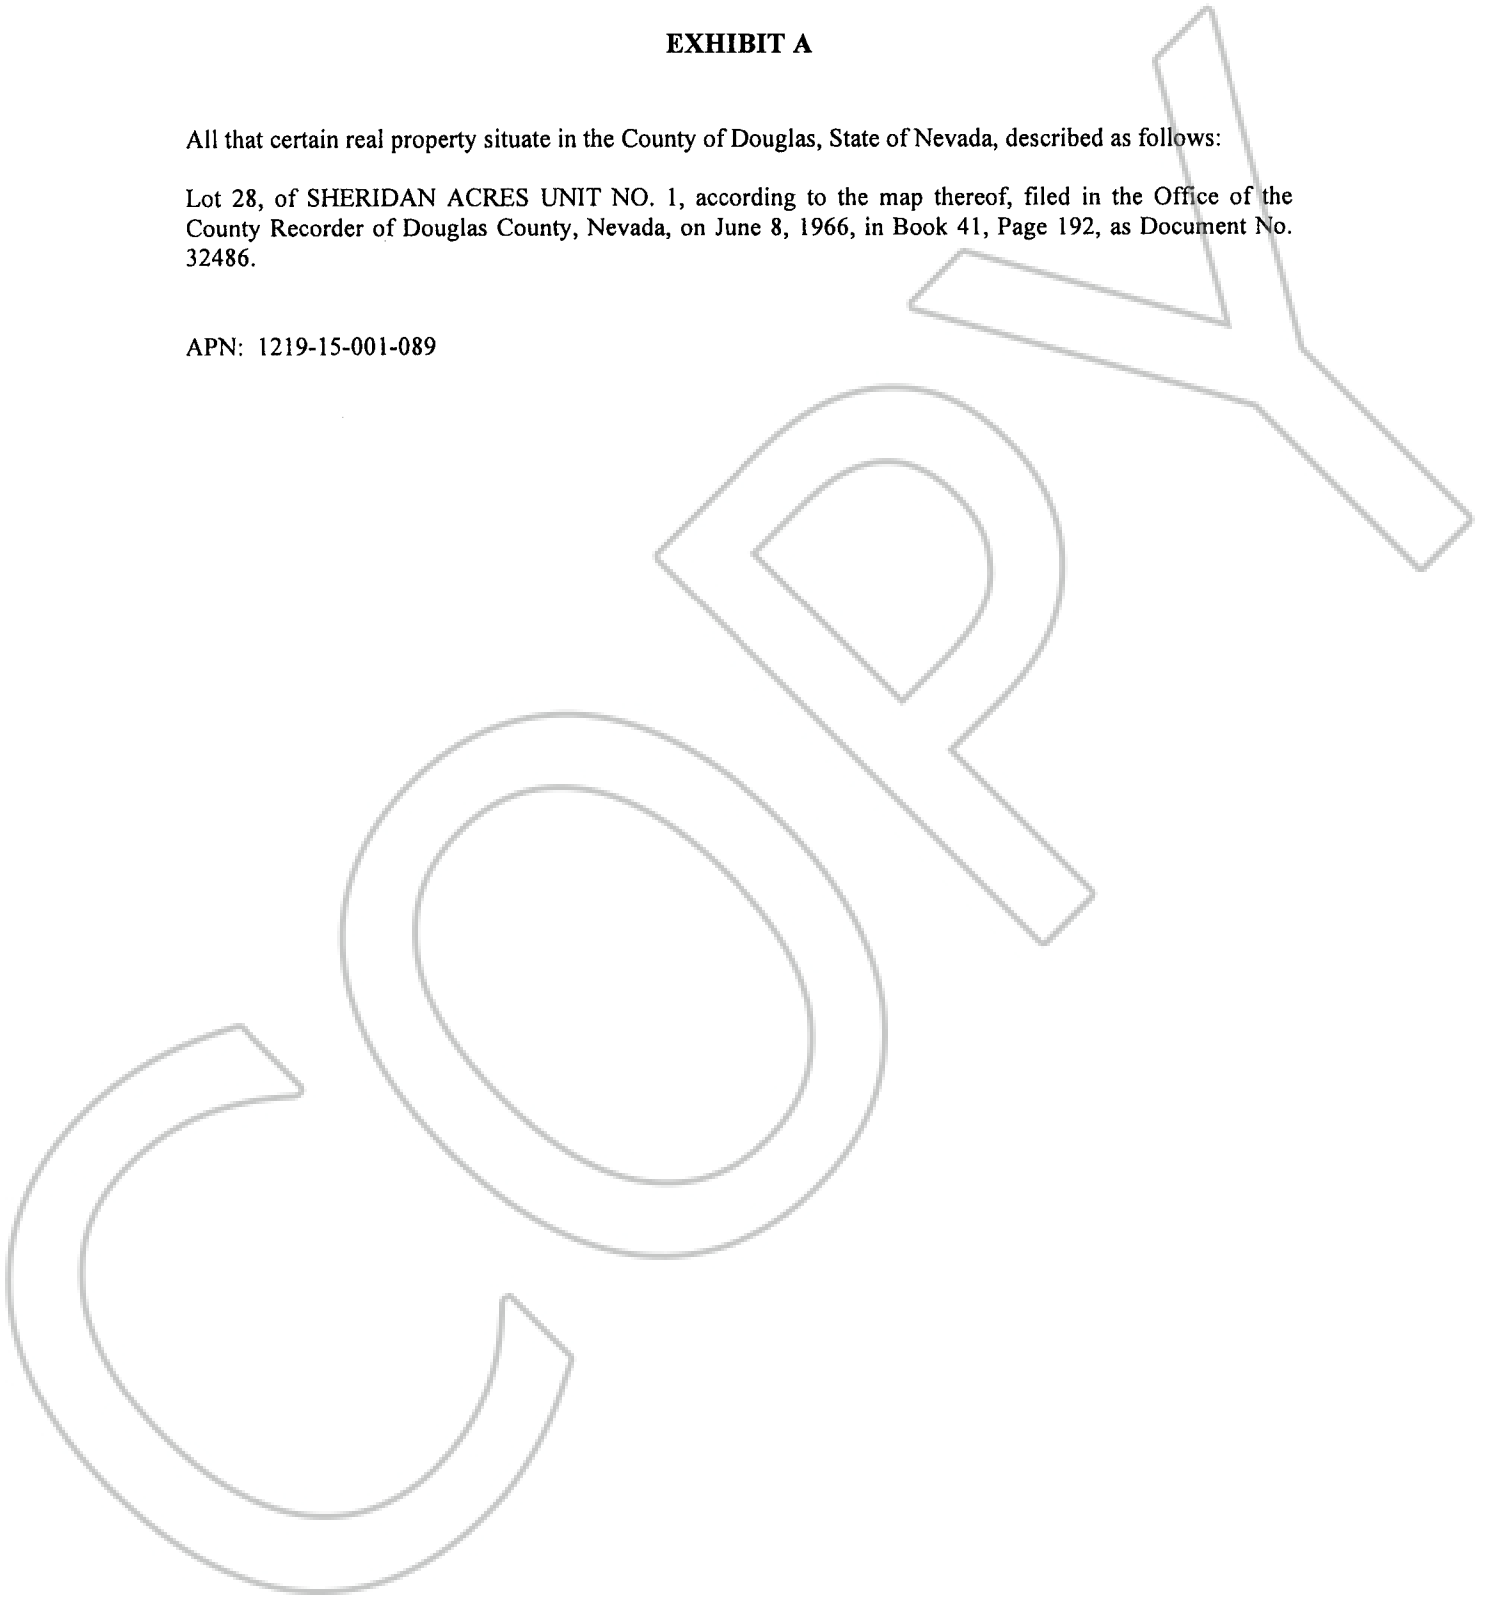 EXHIBIT A
All that certain real property situate in the County of Douglas, State of Nevada, described as follows:
Lot 28, of SHERIDAN ACRES UNIT NO. 1, according to the map thereof, filed in the Office of the
County Recorder of Douglas County, Nevada, on June 8, 1966, in Book 41, Page 192, as Document No.
32486.
APN: 1219-15-001-089
COPY